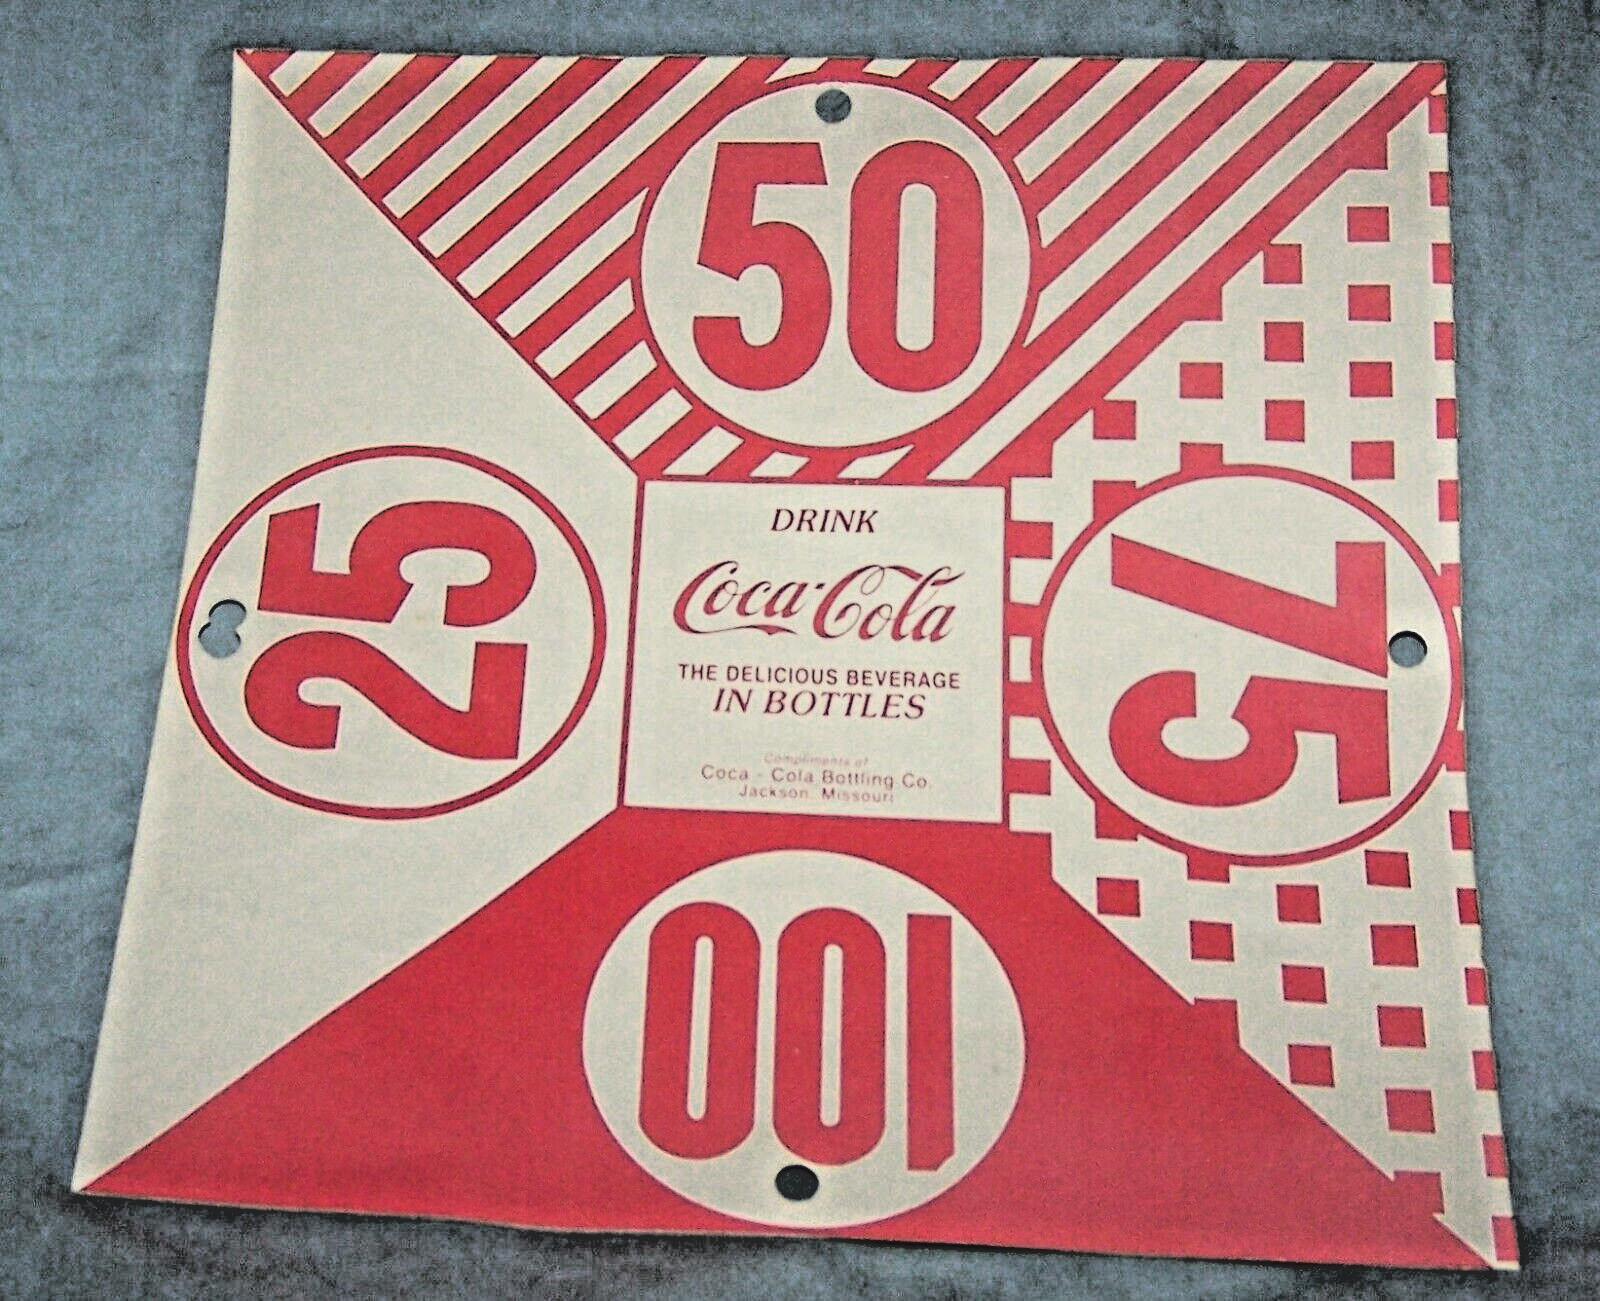 50
25
DRINK
Coca-Cola
THE DELICIOUS BEVERAGE
IN BOTTLES
Compliments of
Coca - Cola Bottling Co.
Jackson, Missouri
75
100